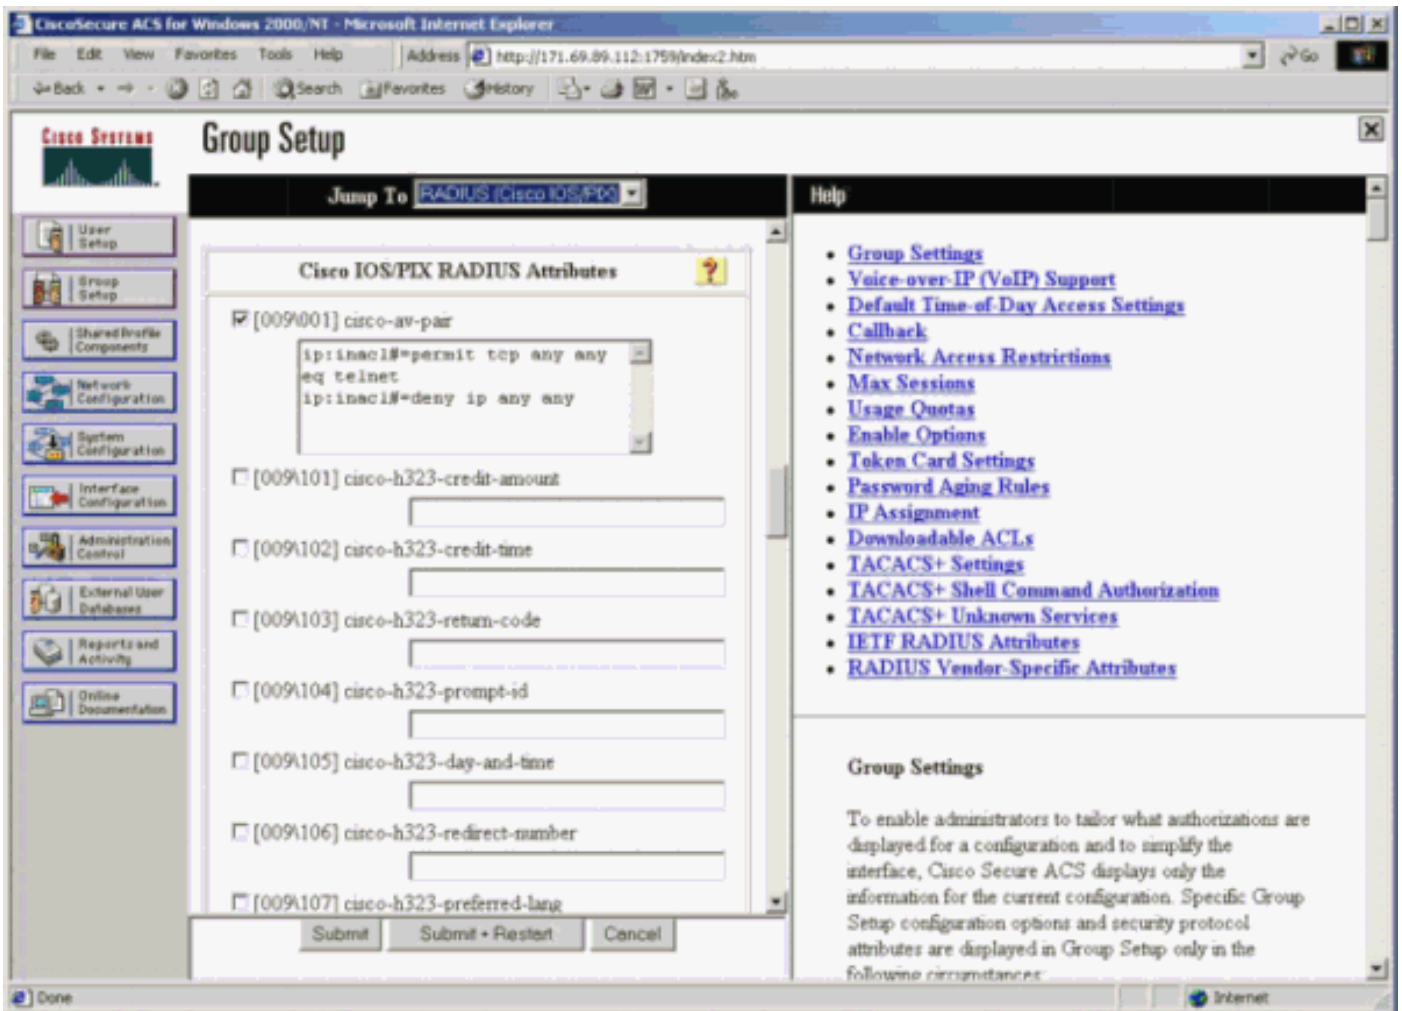 CiscoSecure ACS for Windows 2000/NT - Microsoft Internet Explorer
File Edit View Favorites Tools Help
Address http://171.69.89.112:1759/index2.htm
Go
Back
Search Favorites History
CISCO SYSTEMS
Group Setup
Jump To RADIUS (Cisco IOS/PIX)
User
Setup
Group
Setup
Shared Profile
Components
Network
Configuration
System
Configuration
Interface
Configuration
Administration
Control
External User
Databases
Reports and
Activity
Online
Documentation
Cisco IOS/PIX RADIUS Attributes
?
[009\001] cisco-av-pair
ip:inacl#=permit tcp any any
eq telnet
ip:inacl#=deny ip any any
[009\101] cisco-h323-credit-amount
[009\102] cisco-h323-credit-time
[009\103] cisco-h323-return-code
[009\104] cisco-h323-prompt-id
[009\105] cisco-h323-day-and-time
[009\106] cisco-h323-redirect-number
[009\107] cisco-h323-preferred-lang
Submit
Submit + Restart
Cancel
Help
Group Settings
Voice-over-IP (VoIP) Support
Default Time-of-Day Access Settings
Callback
Network Access Restrictions
Max Sessions
Usage Quotas
Enable Options
Token Card Settings
Password Aging Rules
IP Assignment
Downloadable ACLs
TACACS+ Settings
TACACS+ Shell Command Authorization
TACACS+ Unknown Services
IETF RADIUS Attributes
RADIUS Vendor-Specific Attributes
Group Settings
To enable administrators to tailor what authorizations are
displayed for a configuration and to simplify the
interface, Cisco Secure ACS displays only the
information for the current configuration. Specific Group
Setup configuration options and security protocol
attributes are displayed in Group Setup only in the
following circumstances:
Done
Internet